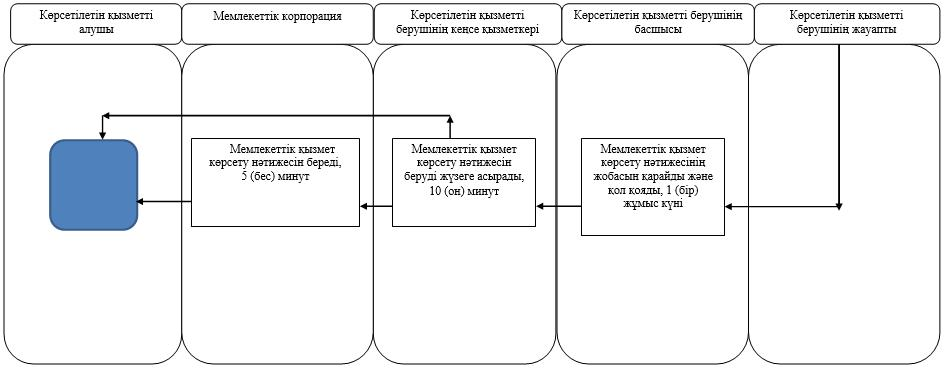 Көрсетілетін қызметті
алушы
Мемлекеттік корпорация
Көрсетілетін қызметті
берушінің кеңсе қызметкері
Көрсетілетін қызметті берушінің
басшысы
Көрсетілетін қызметті
берушінің жауапты
Мемлекеттік қызмет
көрсету нәтижесін береді,
5 (бес) минут
Мемлекеттік қызмет
көрсету нәтижесін
беруді жүзеге асырады,
10 (он) минут
Мемлекеттік қызмет
көрсету нәтижесінің
жобасын қарайды және
қол қояды, 1 (бір)
жұмыс күні